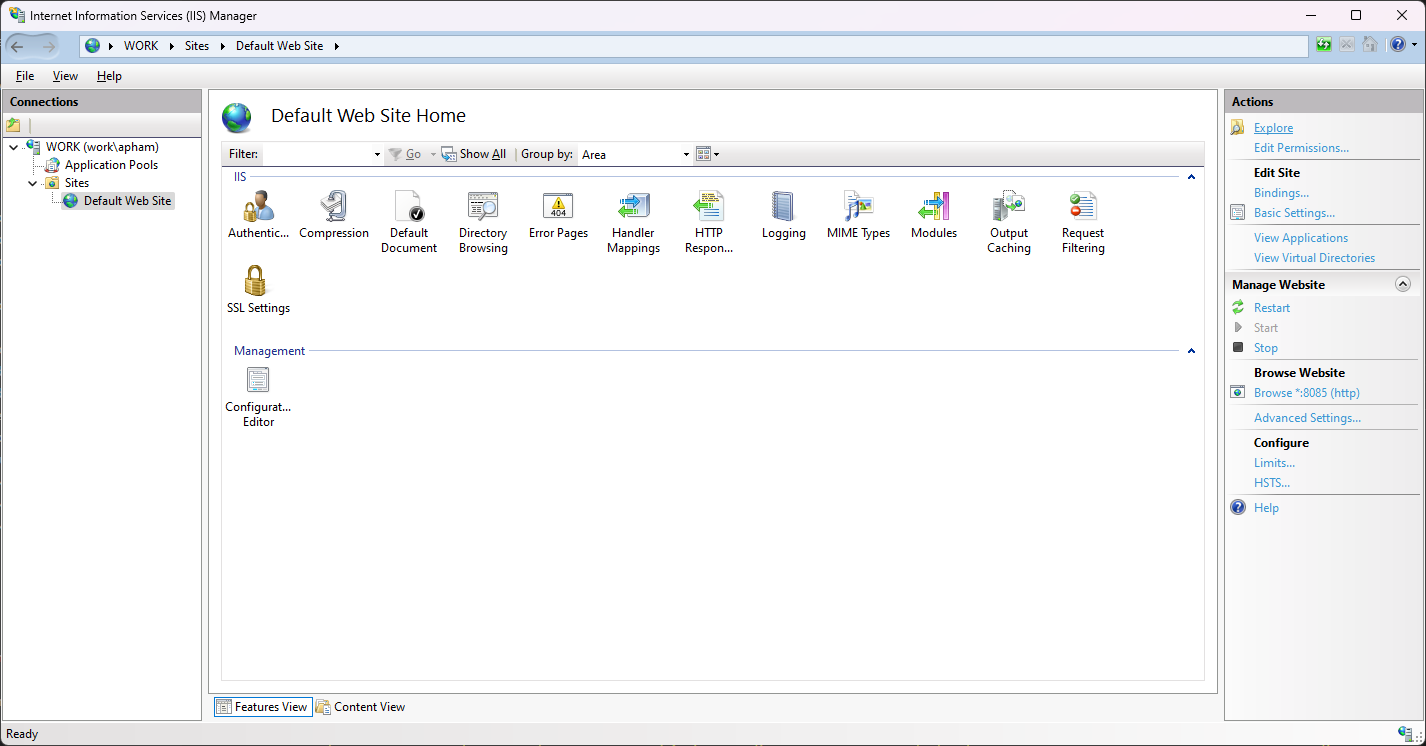 Internet Information Services (IIS) Manager
WORK Sites Default Web Site
File View Help
Connections
WORK (work\apham)
Application Pools
Sites
Default Web Site
Default Web Site Home
Filter: Go Show All Group by: Area
IIS
Authentic... Compression Default Document Directory Browsing Error Pages Handler Mappings HTTP Respon... Logging MIME Types Modules Output Caching Request Filtering
404
SSL Settings
Management
Configurat... Editor
Features View Content View
Actions
Explore
Edit Permissions...
Edit Site
Bindings...
Basic Settings...
View Applications
View Virtual Directories
Manage Website
Restart
Start
Stop
Browse Website
Browse *:8085 (http)
Advanced Settings...
Configure
Limits...
HSTS...
Help
Ready